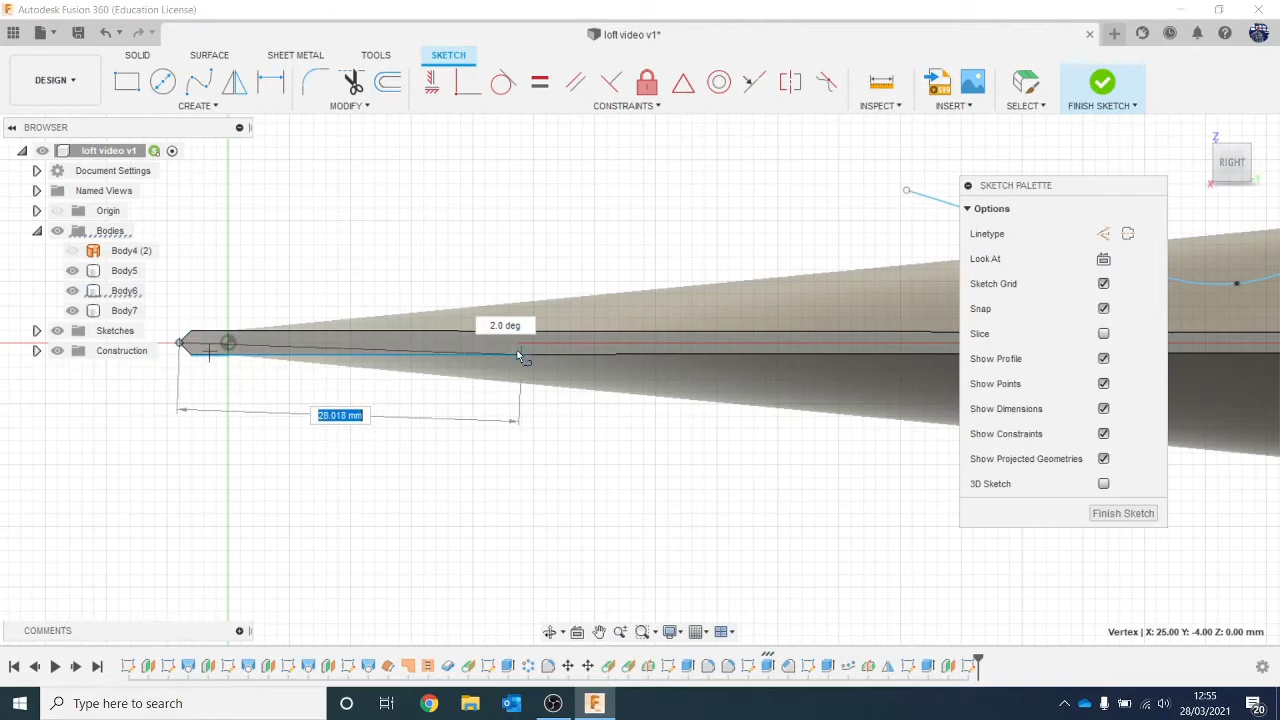 Autodesk Fusion 360 (Education License)
loft video v1*
SOLID SURFACE SHEET METAL TOOLS SKETCH
DESIGN
CREATE MODIFY CONSTRAINTS INSPECT INSERT SELECT FINISH SKETCH
BROWSER
loft video v1
Document Settings
Named Views
Origin
Bodies
Body4 (2)
Body5
Body6
Body7
Sketches
Construction
2.0 deg
28.018 mm
Z
RIGHT
X
SKETCH PALETTE
Options
Linetype
Look At
Sketch Grid
Snap
Slice
Show Profile
Show Points
Show Dimensions
Show Constraints
Show Projected Geometries
3D Sketch
Finish Sketch
COMMENTS
Vertex | X: 25.00 Y: -4.00 Z: 0.00 mm
Type here to search
12:55
28/03/2021
20